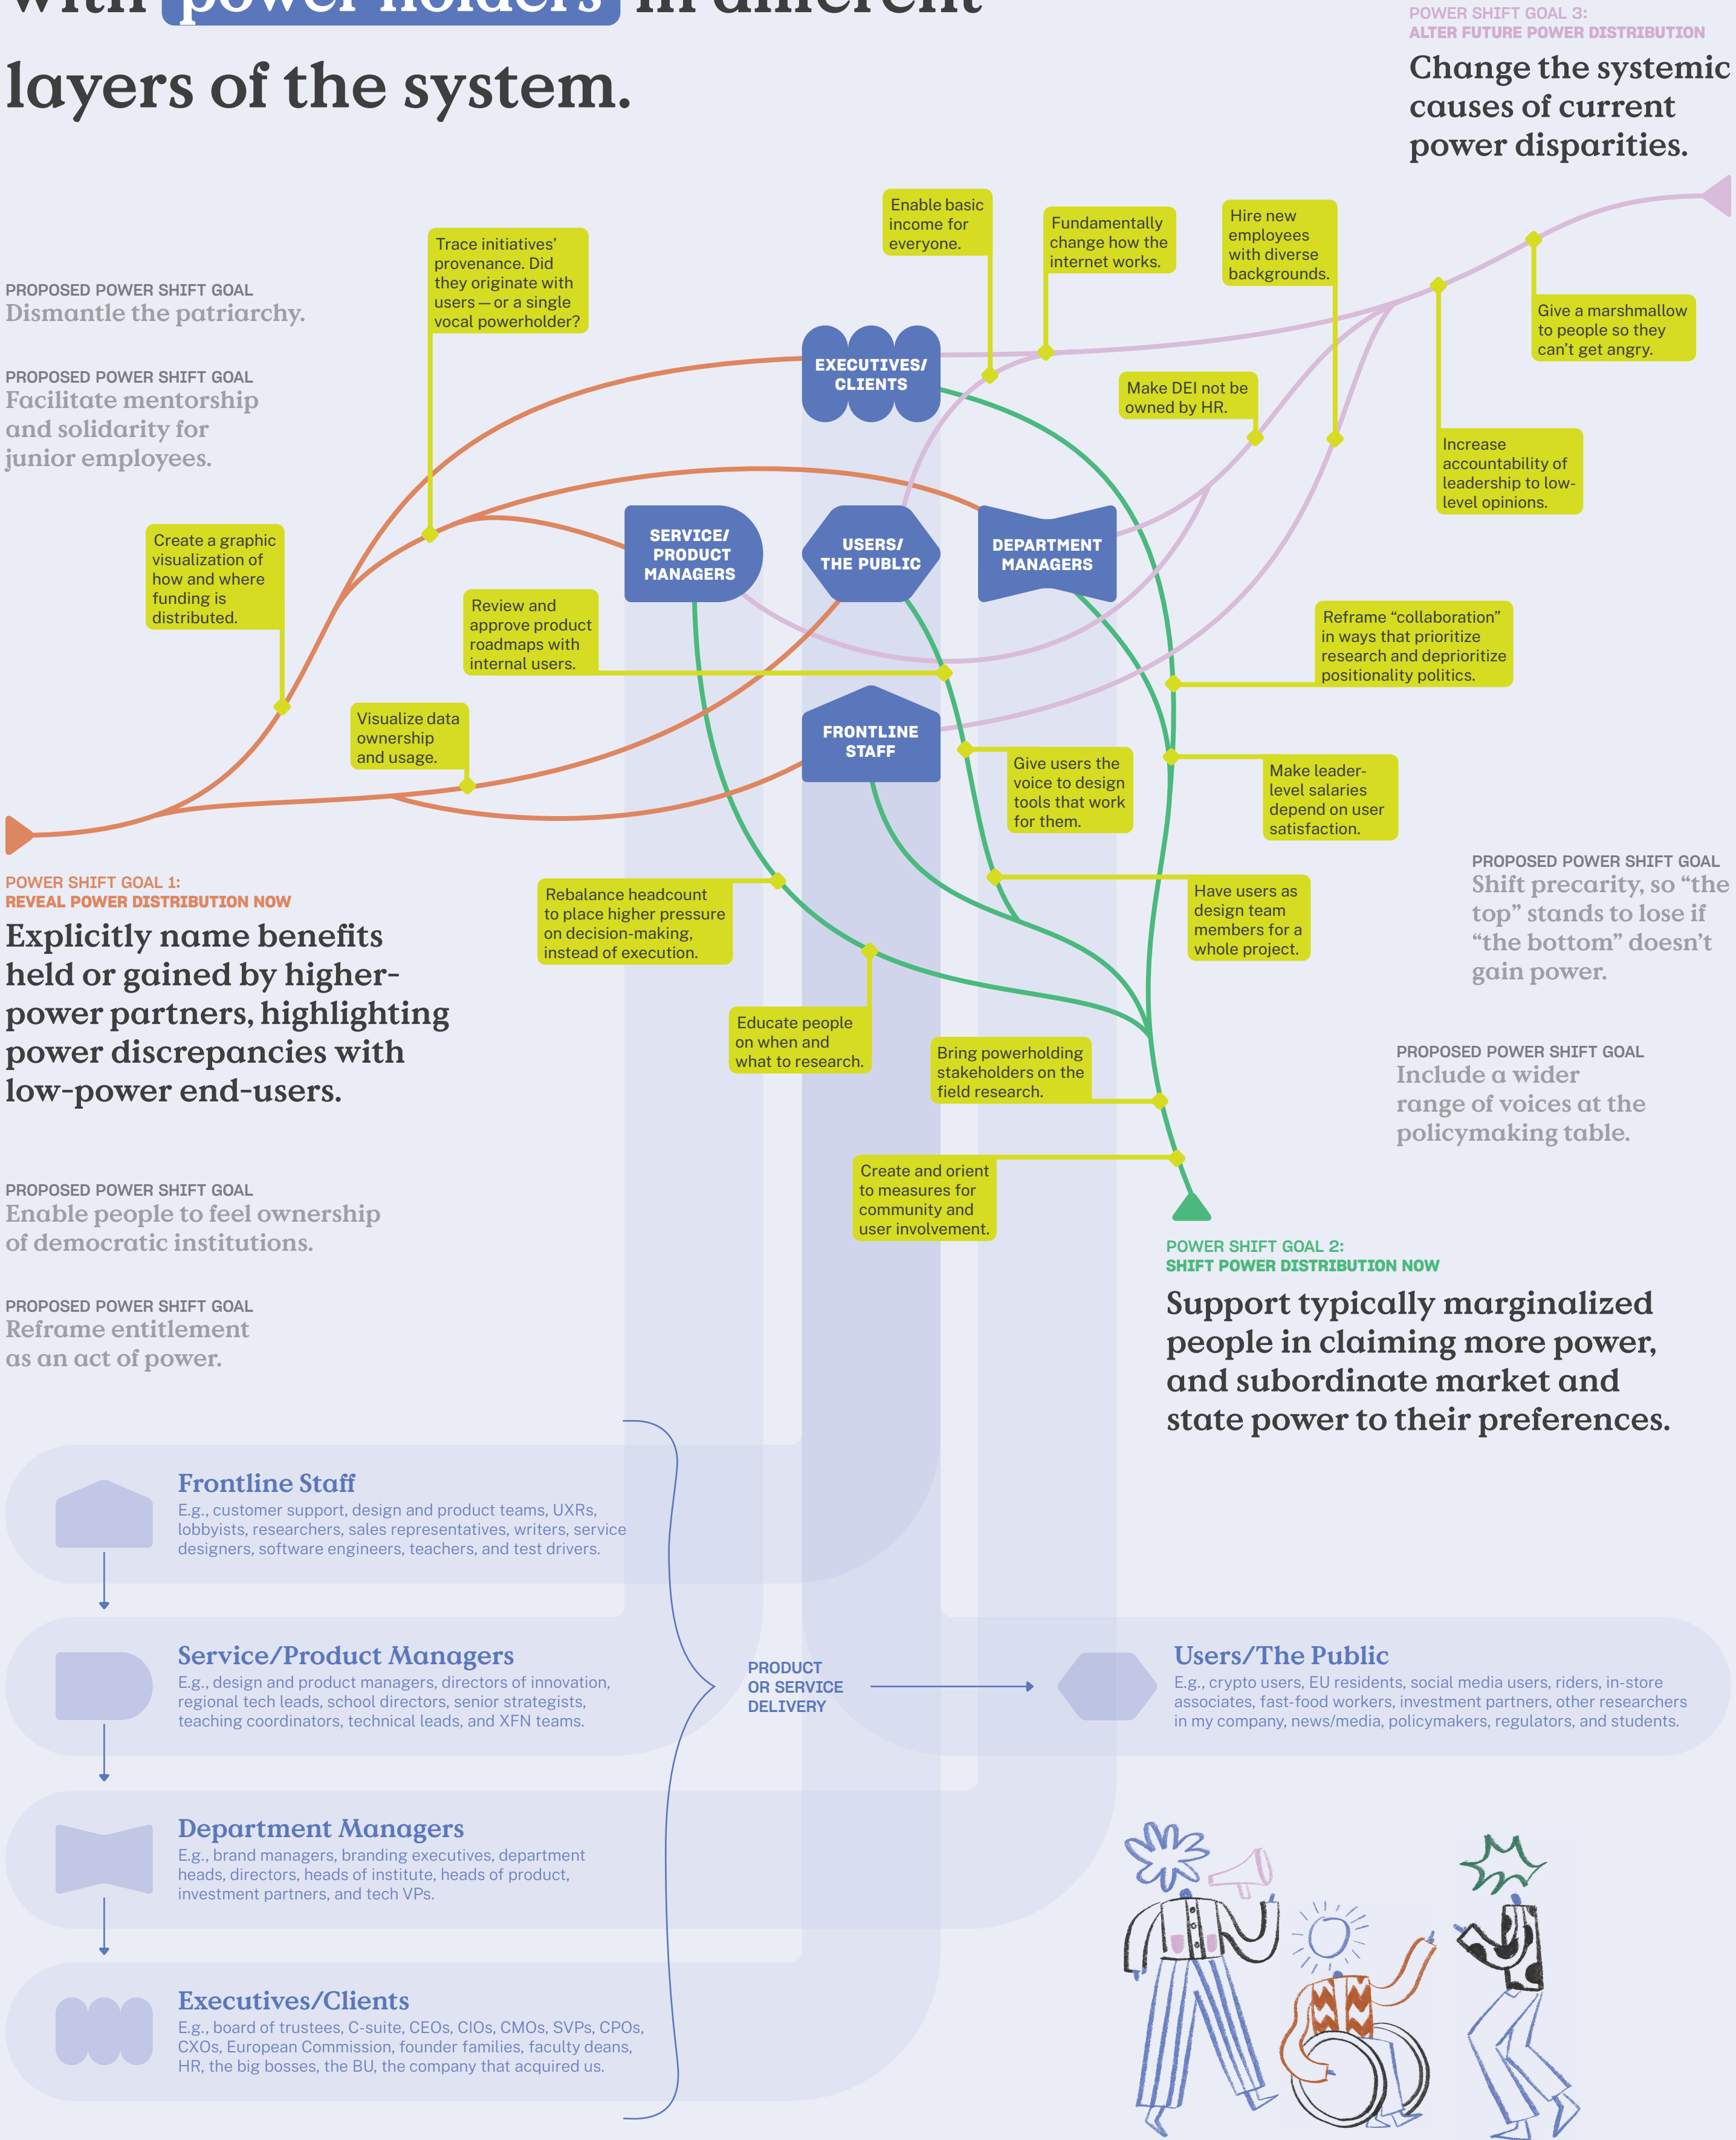 with power holders in different
layers of the system.
POWER SHIFT GOAL 3:
ALTER FUTURE POWER DISTRIBUTION
Change the systemic
causes of current
power disparities.
Enable basic
income for
everyone.
Fundamentally
change how the
internet works.
Hire new
employees
with diverse
backgrounds.
Trace initiatives’
provenance. Did
they originate with
users — or a single
vocal powerholder?
PROPOSED POWER SHIFT GOAL
Dismantle the patriarchy.
Give a marshmallow
to people so they
can’t get angry.
PROPOSED POWER SHIFT GOAL
Facilitate mentorship
and solidarity for
junior employees.
EXECUTIVES/
CLIENTS
Make DEI not be
owned by HR.
Increase
accountability of
leadership to low-
level opinions.
Create a graphic
visualization of
how and where
funding is
distributed.
SERVICE/
PRODUCT
MANAGERS
USERS/
THE PUBLIC
DEPARTMENT
MANAGERS
Review and
approve product
roadmaps with
internal users.
Reframe “collaboration”
in ways that prioritize
research and deprioritize
positionality politics.
Visualize data
ownership
and usage.
FRONTLINE
STAFF
Give users the
voice to design
tools that work
for them.
Make leader-
level salaries
depend on user
satisfaction.
POWER SHIFT GOAL 1:
REVEAL POWER DISTRIBUTION NOW
Explicitly name benefits
held or gained by higher-
power partners, highlighting
power discrepancies with
low-power end-users.
Rebalance headcount
to place higher pressure
on decision-making,
instead of execution.
Have users as
design team
members for a
whole project.
PROPOSED POWER SHIFT GOAL
Shift precarity, so “the
top” stands to lose if
“the bottom” doesn’t
gain power.
Educate people
on when and
what to research.
Bring powerholding
stakeholders on the
field research.
PROPOSED POWER SHIFT GOAL
Include a wider
range of voices at the
policymaking table.
Create and orient
to measures for
community and
user involvement.
PROPOSED POWER SHIFT GOAL
Enable people to feel ownership
of democratic institutions.
POWER SHIFT GOAL 2:
SHIFT POWER DISTRIBUTION NOW
Support typically marginalized
people in claiming more power,
and subordinate market and
state power to their preferences.
PROPOSED POWER SHIFT GOAL
Reframe entitlement
as an act of power.
Frontline Staff
E.g., customer support, design and product teams, UXRs,
lobbyists, researchers, sales representatives, writers, service
designers, software engineers, teachers, and test drivers.
Service/Product Managers
E.g., design and product managers, directors of innovation,
regional tech leads, school directors, senior strategists,
teaching coordinators, technical leads, and XFN teams.
PRODUCT
OR SERVICE
DELIVERY
Users/The Public
E.g., crypto users, EU residents, social media users, riders, in-store
associates, fast-food workers, investment partners, other researchers
in my company, news/media, policymakers, regulators, and students.
Department Managers
E.g., brand managers, branding executives, department
heads, directors, heads of institute, heads of product,
investment partners, and tech VPs.
Executives/Clients
E.g., board of trustees, C-suite, CEOs, CIOs, CMOs, SVPs, CPOs,
CXOs, European Commission, founder families, faculty deans,
HR, the big bosses, the BU, the company that acquired us.